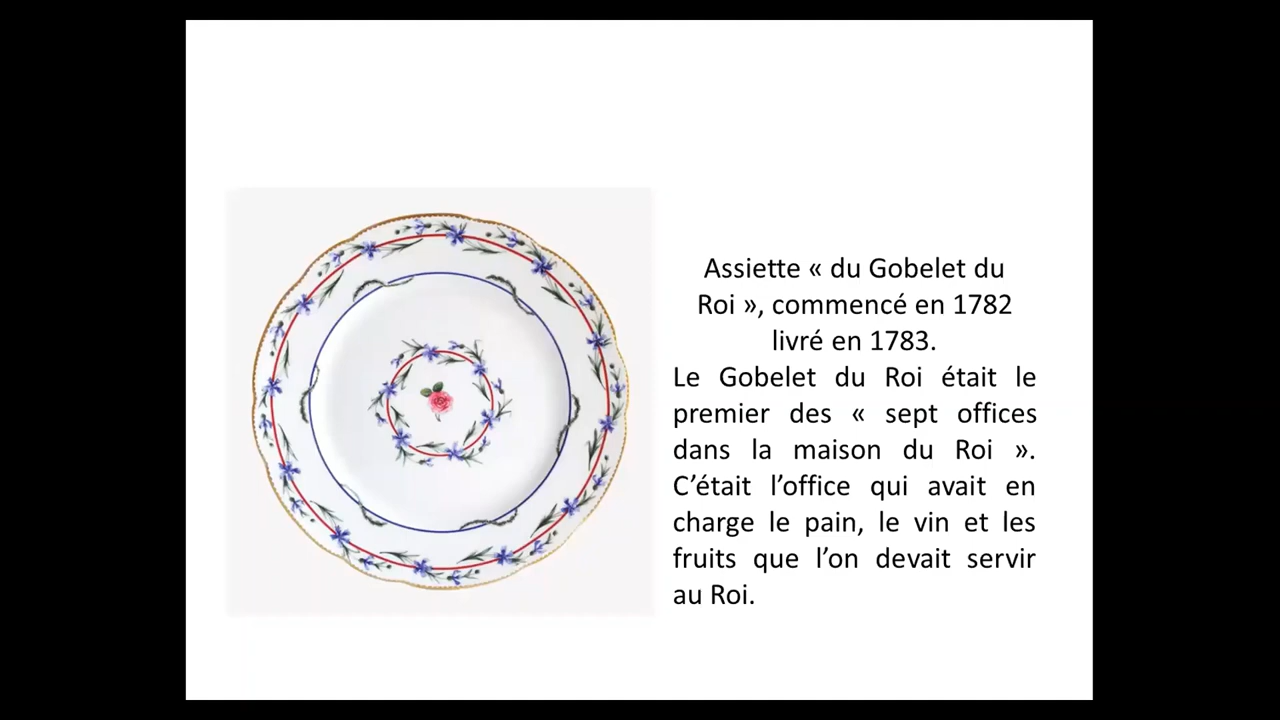 Assiette « du Gobelet du
Roi », commencé en 1782
livré en 1783.
Le Gobelet du Roi était le
premier des « sept offices
dans la maison du Roi ».
C’était l’office qui avait en
charge le pain, le vin et les
fruits que l’on devait servir
au Roi.